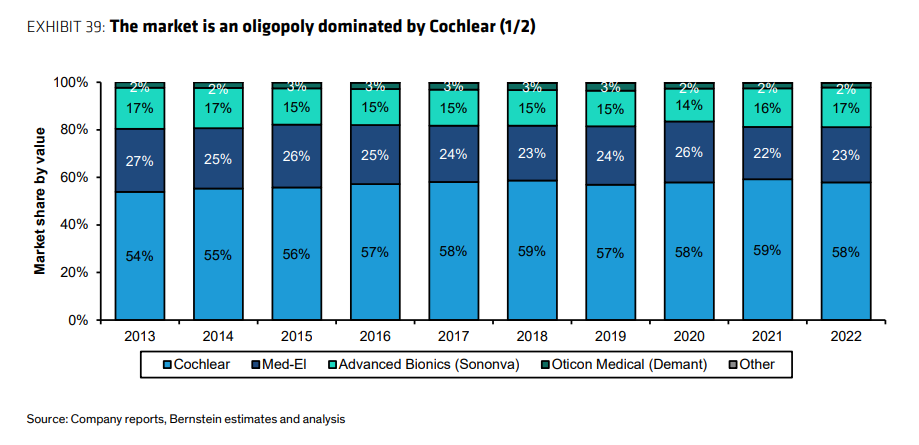 EXHIBIT 39: The market is an oligopoly dominated by Cochlear (1/2)
Market share by value
100%
80%
60%
40%
20%
0%
2% 2% 3% 3% 3% 3% 3% 2% 2% 2%
17% 17% 15% 15% 15% 15% 15% 14% 16% 17%
27% 25% 26% 25% 24% 23% 24% 26% 22% 23%
54% 55% 56% 57% 58% 59% 57% 58% 59% 58%
2013 2014 2015 2016 2017 2018 2019 2020 2021 2022
Cochlear Med-El Advanced Bionics (Sononva) Oticon Medical (Demant) Other
Source: Company reports, Bernstein estimates and analysis